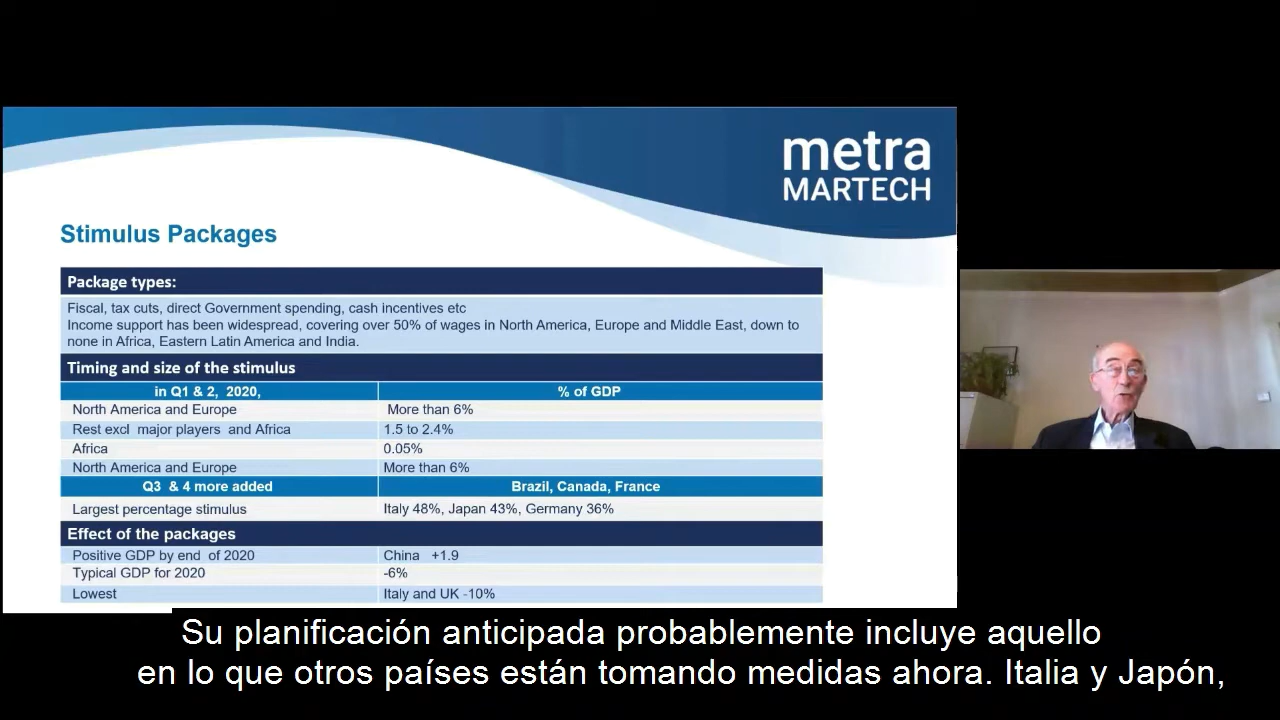 metra
MARTECH
Stimulus Packages
Package types:
Fiscal, tax cuts, direct Government spending, cash incentives etc
Income support has been widespread, covering over 50% of wages in North America, Europe and Middle East, down to
none in Africa, Eastern Latin America and India.
Timing and size of the stimulus
in Q1 & 2, 2020, % of GDP
North America and Europe More than 6%
Rest excl major players and Africa 1.5 to 2.4%
Africa 0.05%
North America and Europe More than 6%
Q3 & 4 more added Brazil, Canada, France
Largest percentage stimulus Italy 48%, Japan 43%, Germany 36%
Effect of the packages
Positive GDP by end of 2020 China +1.9
Typical GDP for 2020 -6%
Lowest Italy and UK -10%
Su planificación anticipada probablemente incluye aquello
en lo que otros países están tomando medidas ahora. Italia y Japón,